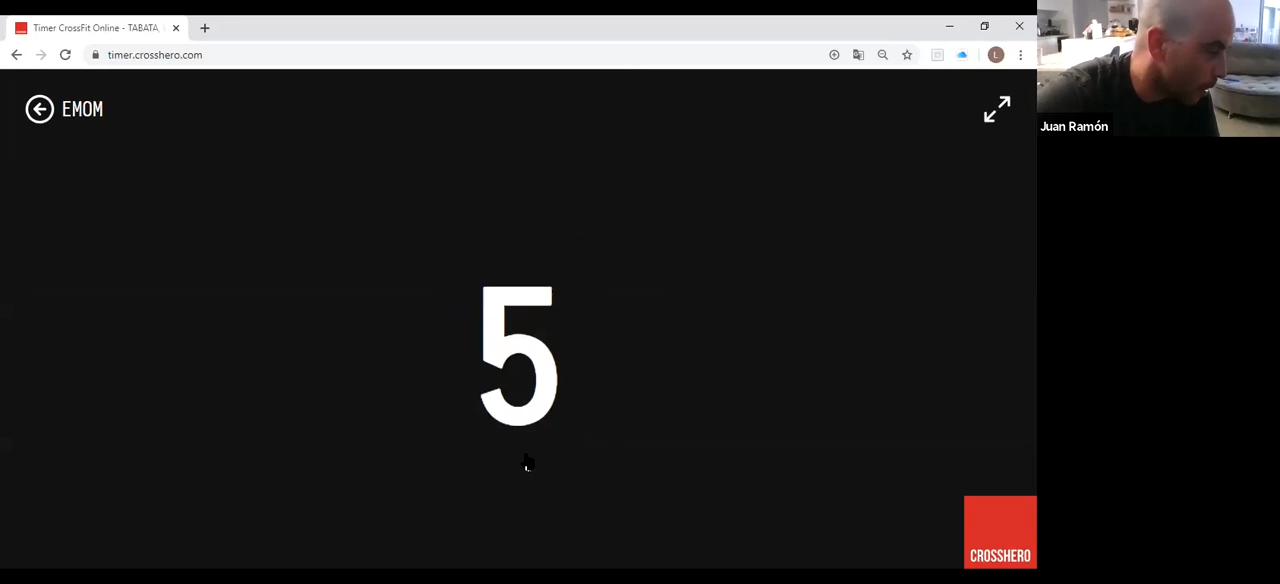 Timer CrossFit Online - TABATA,
timer.crosshero.com
L
EMOM
5
CROSSHERO
Juan Ramón